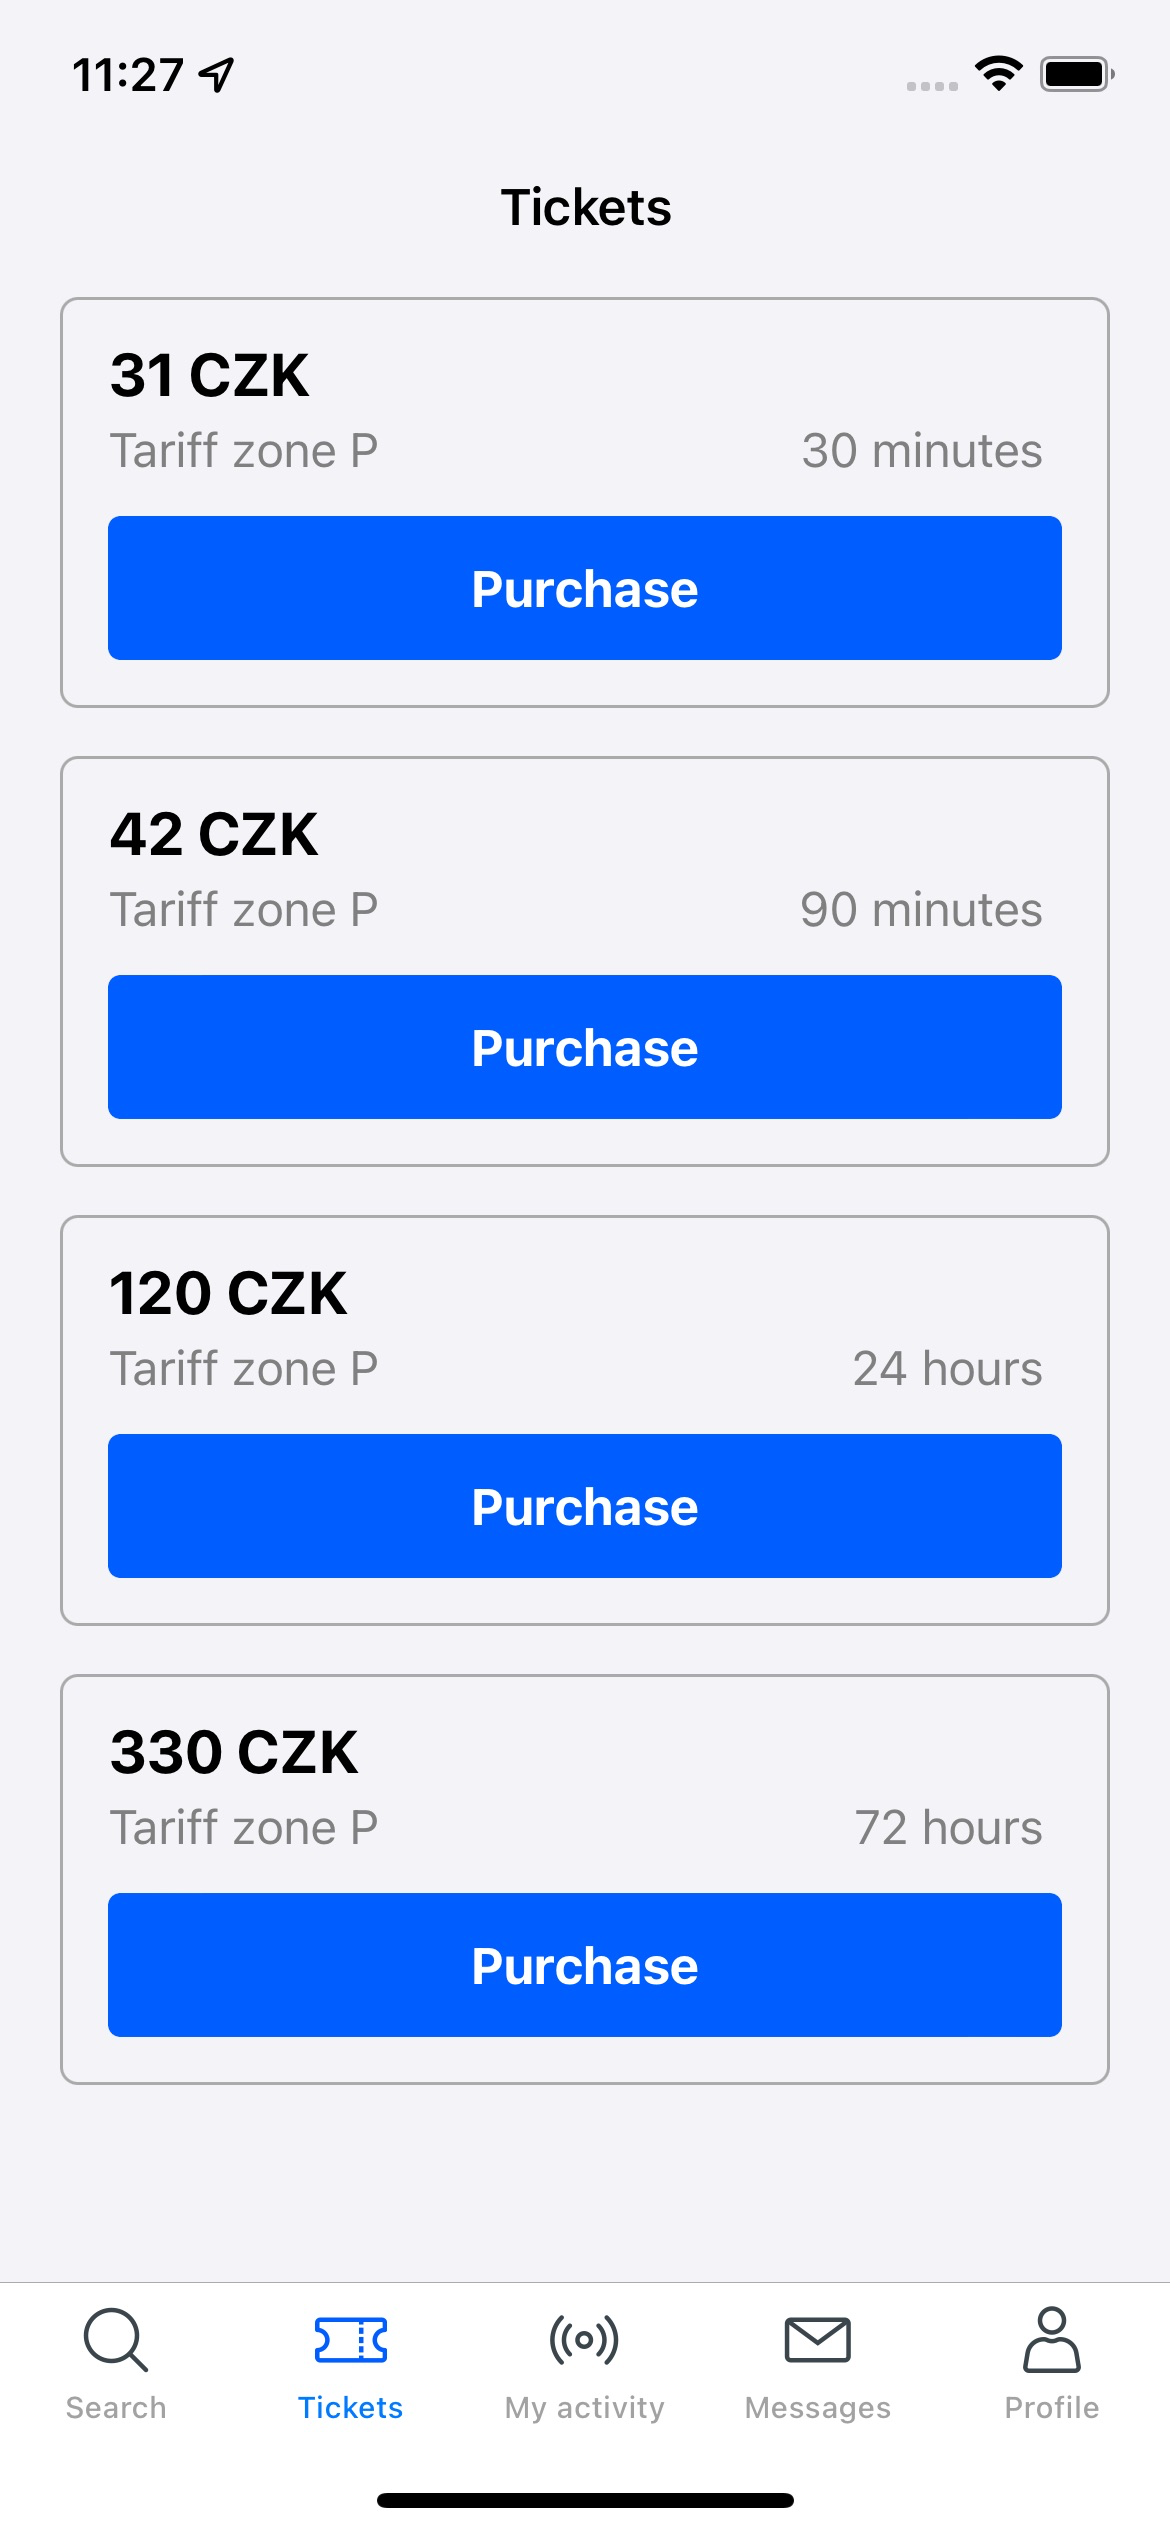 11:27
Tickets
31 CZK
Tariff zone P 30 minutes
Purchase
42 CZK
Tariff zone P 90 minutes
Purchase
120 CZK
Tariff zone P 24 hours
Purchase
330 CZK
Tariff zone P 72 hours
Purchase
Search Tickets My activity Messages Profile